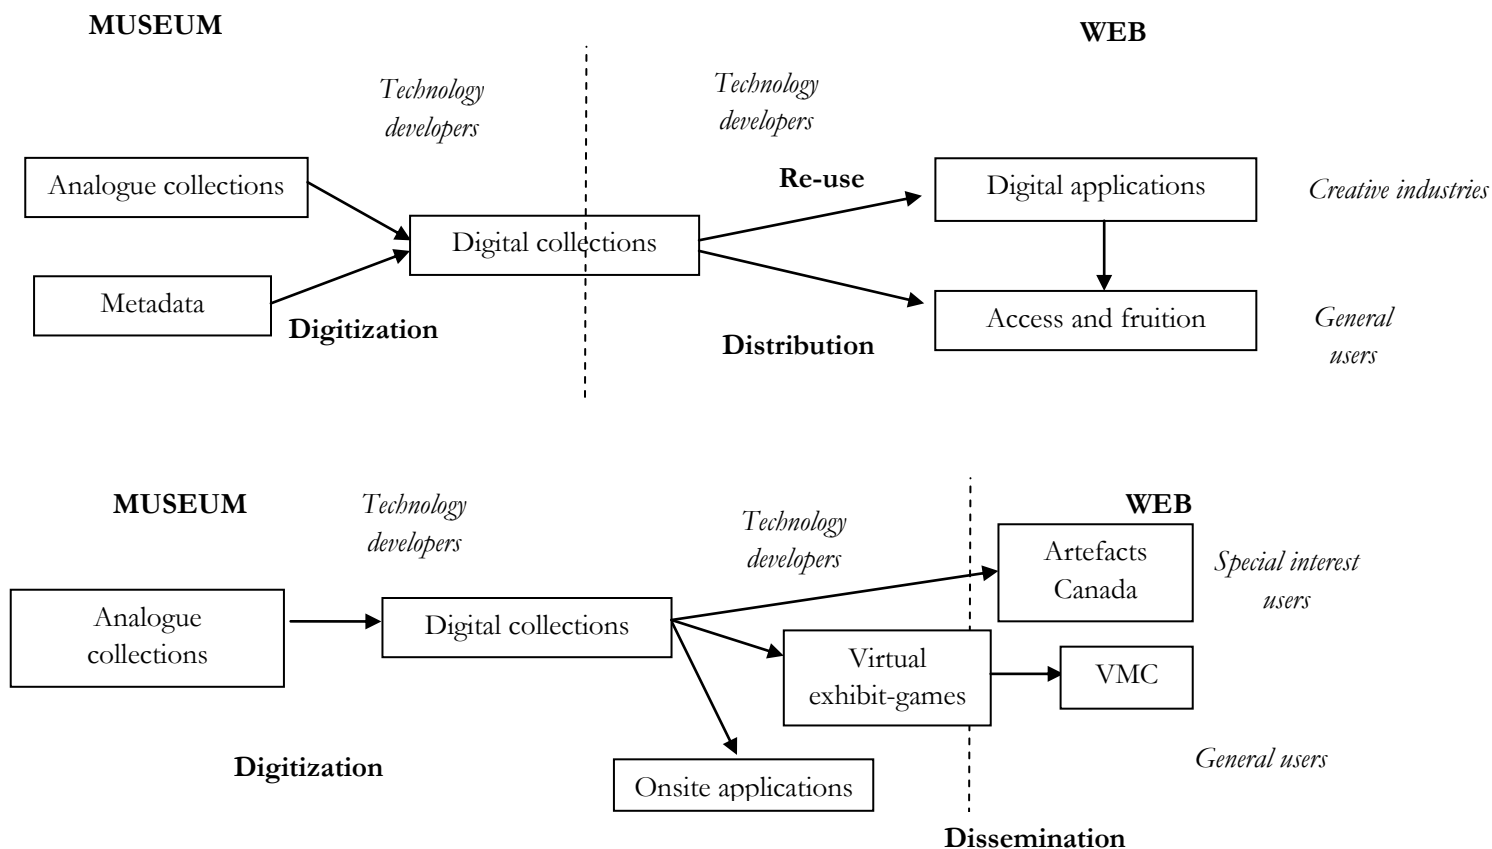 MUSEUM
WEB
Technology
developers
Technology
developers
Analogue collections
Re-use
Digital applications
Creative industries
Digital collections
Metadata
Digitization
Distribution
Access and fruition
General
users
MUSEUM
Technology
developers
Technology
developers
WEB
Artefacts
Canada
Special interest
users
Analogue
collections
Digital collections
Virtual
exhibit-games
VMC
Digitization
Onsite applications
General users
Dissemination